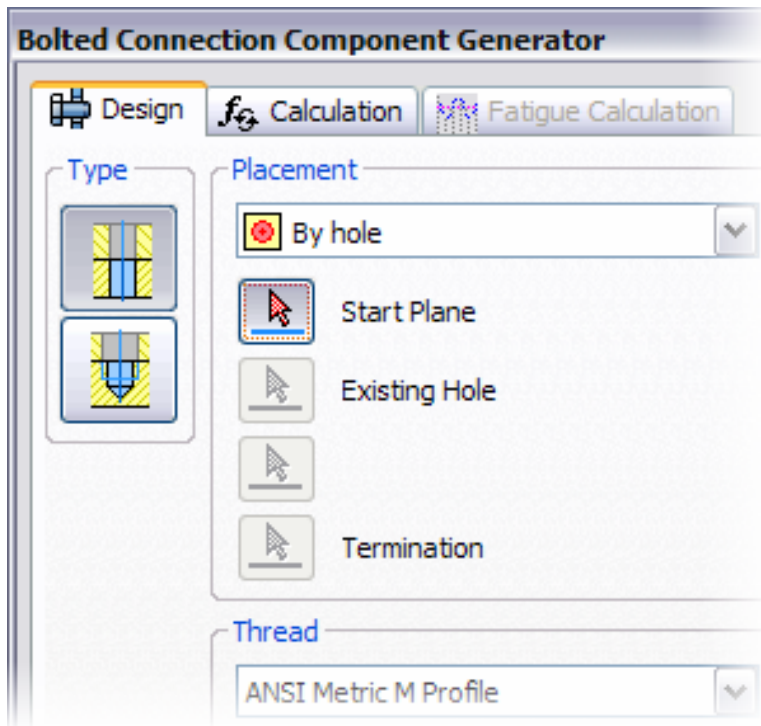 Bolted Connection Component Generator
Design Calculation Fatigue Calculation
Type
Placement
By hole
Start Plane
Existing Hole
Termination
Thread
ANSI Metric M Profile